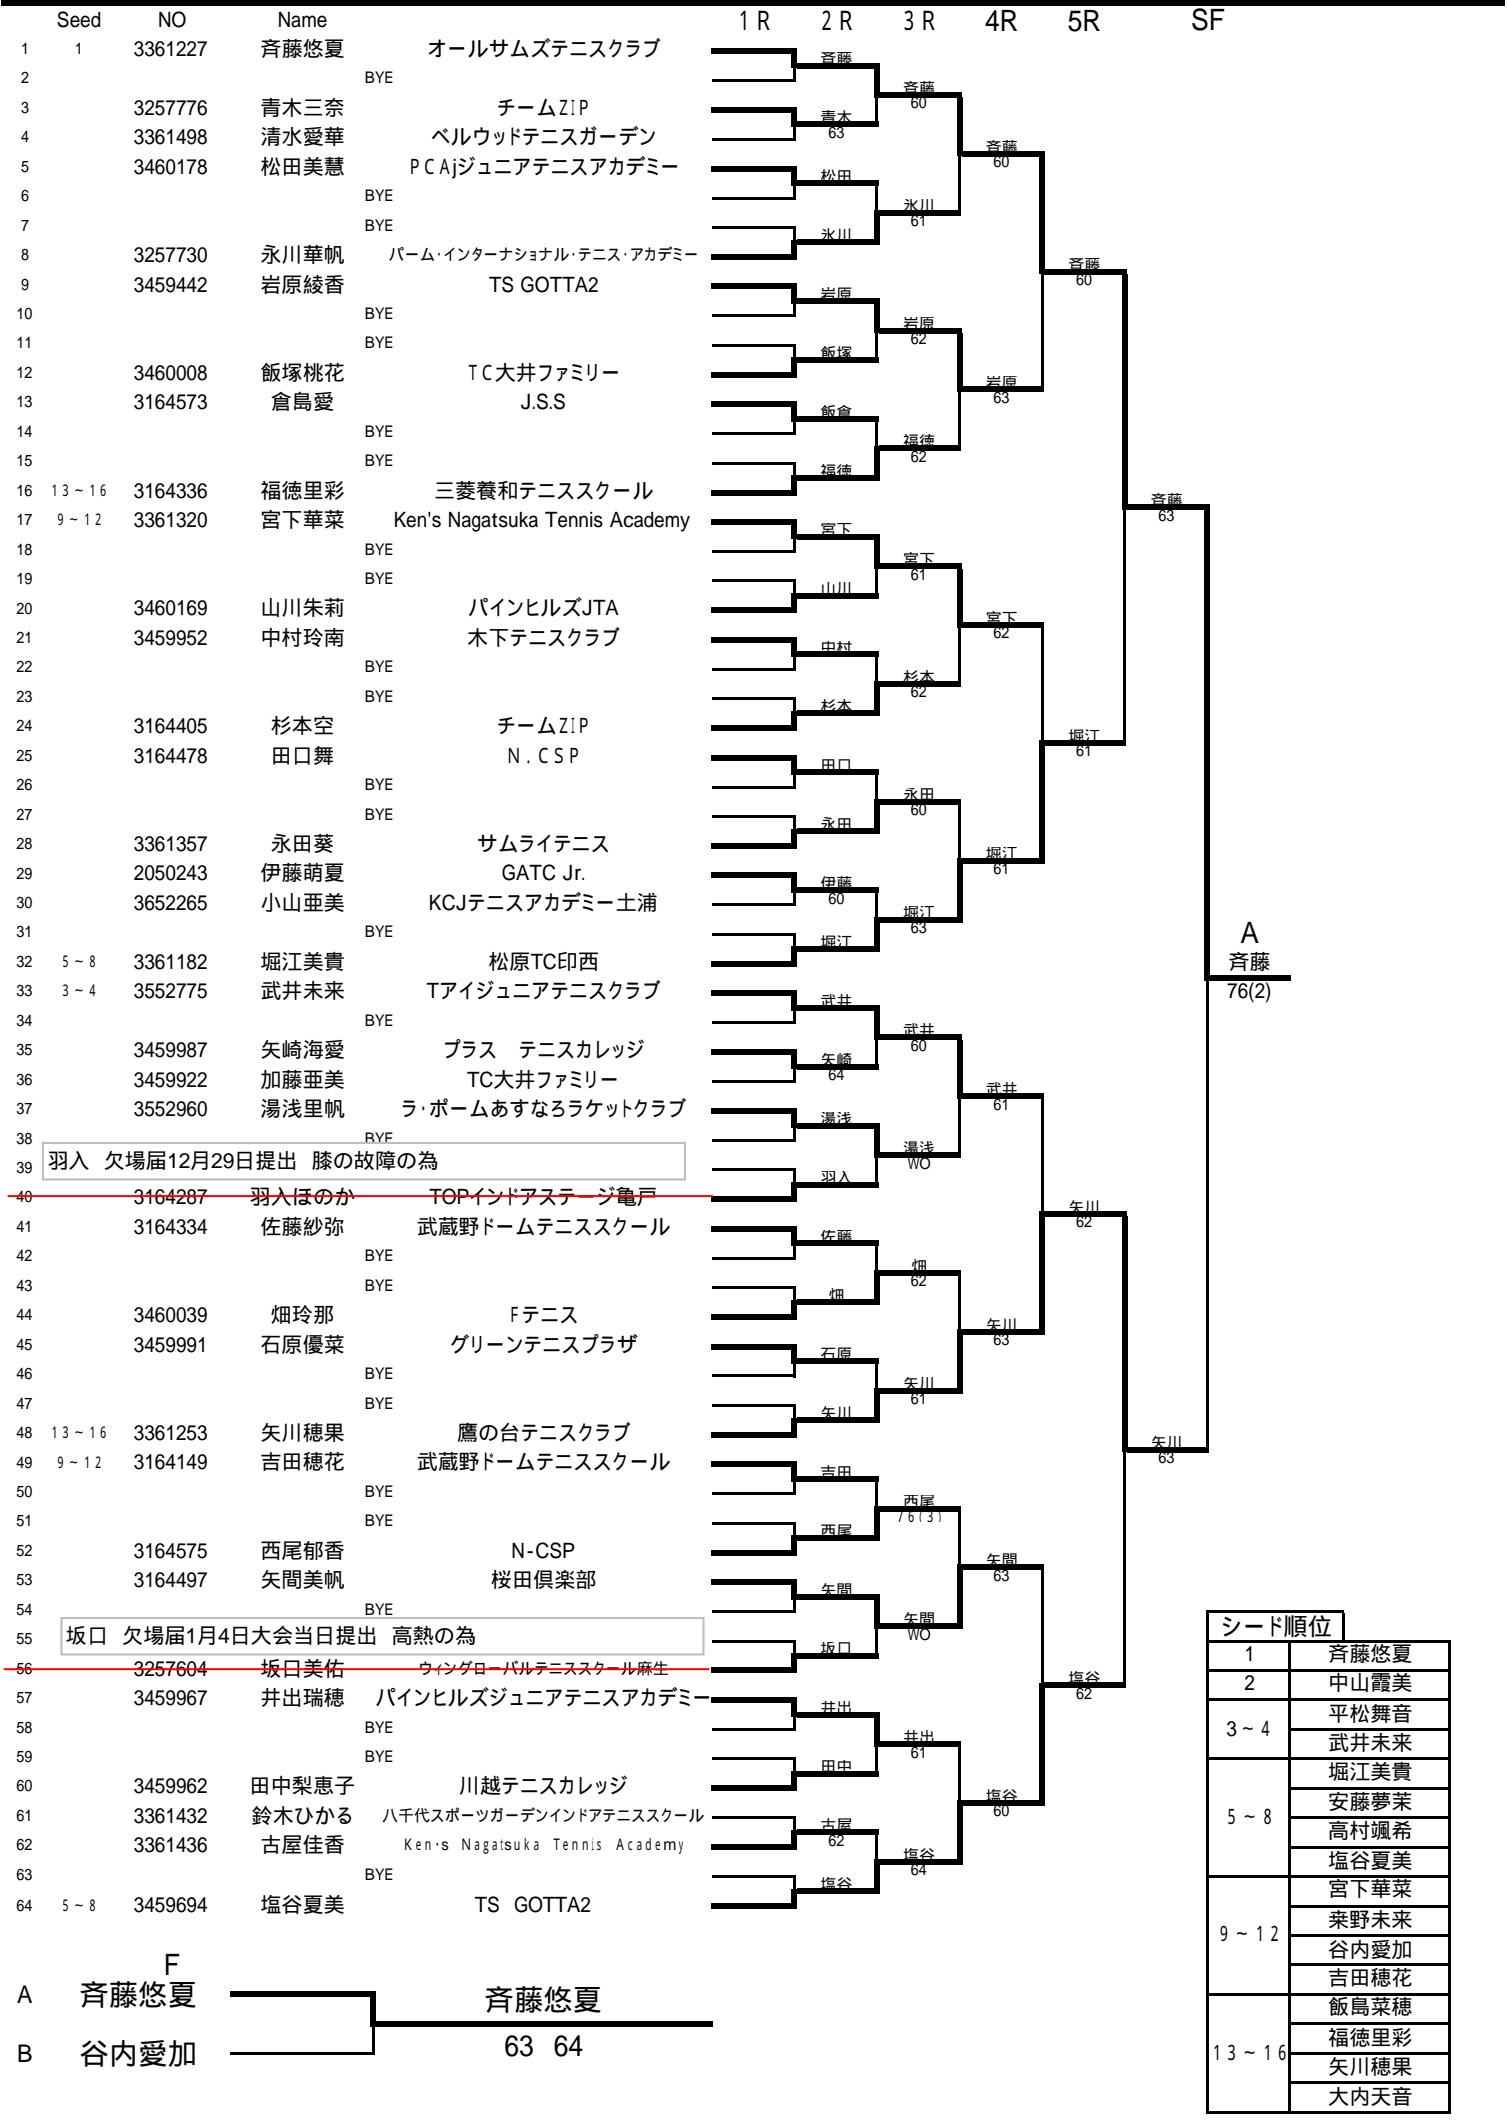 Seed NO Name 1R 2R 3R 4R 5R SF
1 1 3361227 斉藤悠夏 オールサムズテニスクラブ
斉藤
2 BYE
斉藤
60
3 3257776 青木三奈 チームZIP
青木
63
4 3361498 清水愛華 ベルウッドテニスガーデン
斉藤
60
5 3460178 松田美慧 PCAjジュニアテニスアカデミー
松田
6 BYE
氷川
61
7 BYE
氷川
8 3257730 永川華帆 パーム・インターナショナル・テニス・アカデミー
斉藤
60
9 3459442 岩原綾香 TS GOTTA2
岩原
10 BYE
岩原
62
11 BYE
飯塚
12 3460008 飯塚桃花 TC大井ファミリー
岩原
63
13 3164573 倉島愛 J.S.S
飯倉
14 BYE
福徳
62
15 BYE
福徳
16 13~16 3164336 福徳里彩 三菱養和テニススクール
斉藤
63
17 9~12 3361320 宮下華菜 Ken's Nagatsuka Tennis Academy
宮下
18 BYE
宮下
61
19 BYE
山川
20 3460169 山川朱莉 パインヒルズJTA
宮下
62
21 3459952 中村玲南 木下テニスクラブ
中村
22 BYE
杉本
62
23 BYE
杉本
24 3164405 杉本空 チームZIP
堀江
61
25 3164478 田口舞 N.CSP
田口
26 BYE
永田
60
27 BYE
永田
28 3361357 永田葵 サムライテニス
堀江
61
29 2050243 伊藤萌夏 GATC Jr.
伊藤
60
30 3652265 小山亜美 KCJテニスアカデミー土浦
堀江
63
31 BYE
堀江
32 5~8 3361182 堀江美貴 松原TC印西
A
斉藤
76(2)
33 3~4 3552775 武井未来 Tアイジュニアテニスクラブ
武井
34 BYE
武井
60
35 3459987 矢崎海愛 プラス テニスカレッジ
矢崎
64
36 3459922 加藤亜美 TC大井ファミリー
武井
61
37 3552960 湯浅里帆 ラ・ポームあすなろラケットクラブ
湯浅
38 BYE
湯浅
WO
39 羽入 欠場届12月29日提出 膝の故障の為
羽入
40 3164287 羽入ほのか TOPインドアステージ亀戸
矢川
62
41 3164334 佐藤紗弥 武蔵野ドームテニススクール
佐藤
42 BYE
畑
62
43 BYE
畑
44 3460039 畑玲那 Fテニス
矢川
63
45 3459991 石原優菜 グリーンテニスプラザ
石原
46 BYE
矢川
61
47 BYE
矢川
48 13~16 3361253 矢川穂果 鷹の台テニスクラブ
矢川
63
49 9~12 3164149 吉田穂花 武蔵野ドームテニススクール
吉田
50 BYE
西尾
76(3)
51 BYE
西尾
52 3164575 西尾郁香 N-CSP
矢間
63
53 3164497 矢間美帆 桜田倶楽部
矢間
54 BYE
矢間
WO
55 坂口 欠場届1月4日大会当日提出 高熱の為
坂口
56 3257604 坂口美佑 ウィングローバルテニススクール麻生
塩谷
62
57 3459967 井出瑞穂 パインヒルズジュニアテニスアカデミー
井出
58 BYE
井出
61
59 BYE
田中
60 3459962 田中梨恵子 川越テニスカレッジ
塩谷
60
61 3361432 鈴木ひかる 八千代スポーツガーデンインドアテニススクール
古屋
62
62 3361436 古屋佳香 Ken's Nagatsuka Tennis Academy
塩谷
64
63 BYE
塩谷
64 5~8 3459694 塩谷夏美 TS GOTTA2
シード順位
1 斉藤悠夏
2 中山霞美
3~4 平松舞音
武井未来
5~8 堀江美貴
安藤夢茉
高村颯希
塩谷夏美
9~12 宮下華菜
桒野未来
谷内愛加
吉田穂花
13~16 飯島菜穂
福徳里彩
矢川穂果
大内天音
F
A 斉藤悠夏 斉藤悠夏
B 谷内愛加 63 64